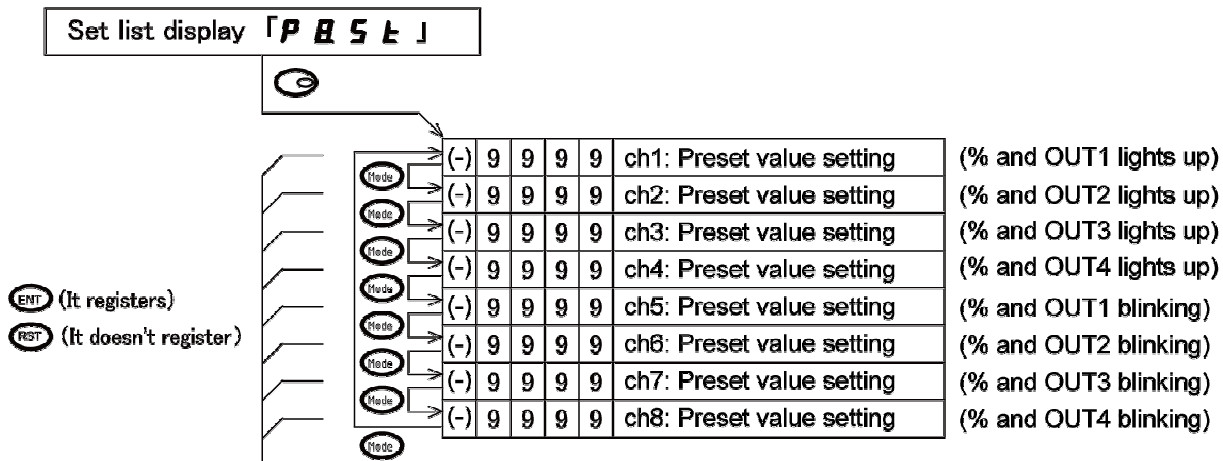 Set list display 「P B S t」
(-) 9 9 9 9 ch1: Preset value setting (% and OUT1 lights up)
Mode
(-) 9 9 9 9 ch2: Preset value setting (% and OUT2 lights up)
Mode
(-) 9 9 9 9 ch3: Preset value setting (% and OUT3 lights up)
Mode
(-) 9 9 9 9 ch4: Preset value setting (% and OUT4 lights up)
Mode
ENT (It registers)
(-) 9 9 9 9 ch5: Preset value setting (% and OUT1 blinking)
Mode
RST (It doesn't register)
(-) 9 9 9 9 ch6: Preset value setting (% and OUT2 blinking)
Mode
(-) 9 9 9 9 ch7: Preset value setting (% and OUT3 blinking)
Mode
(-) 9 9 9 9 ch8: Preset value setting (% and OUT4 blinking)
Mode